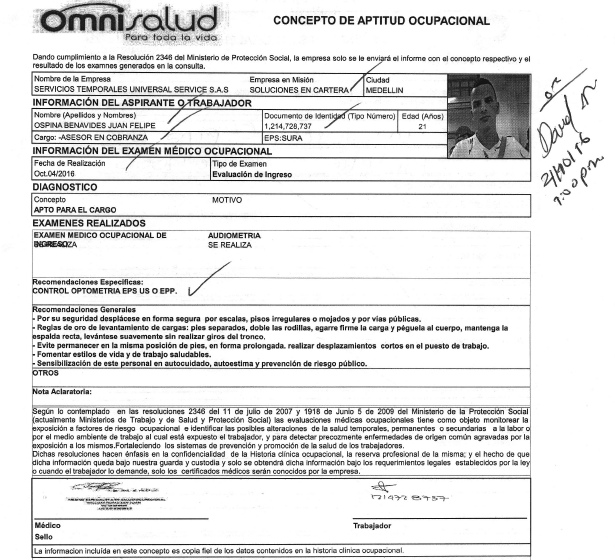 Omnisalud
Para toda la vida
CONCEPTO DE APTITUD OCUPACIONAL
Dando cumplimiento a la Resolución 2346 del Ministerio de Protección Social, la empresa solo se le enviará el informe con el concepto respectivo y el
resultado de los examnes generados en la consulta.
Nombre de la Empresa Empresa en Misión Ciudad
SERVICIOS TEMPORALES UNIVERSAL SERVICE S.A.S SOLUCIONES EN CARTERA MEDELLIN
INFORMACIÓN DEL ASPIRANTE O TRABAJADOR
Nombre (Apellidos y Nombres) Documento de Identidad (Tipo Número) Edad (Años)
OSPINA BENAVIDES JUAN FELIPE 1,214,728,737 21
Cargo: -ASESOR EN COBRANZA EPS:SURA
INFORMACIÓN DEL EXAMÉN MÉDICO OCUPACIONAL
Fecha de Realización Tipo de Examen
Oct.04/2016 Evaluación de Ingreso
DIAGNOSTICO
Concepto MOTIVO
APTO PARA EL CARGO
EXAMENES REALIZADOS
EXAMEN MEDICO OCUPACIONAL DE AUDIOMETRIA
INGRESO SE REALIZA
Recomendaciones Especificas:
CONTROL OPTOMETRIA EPS US O EPP.
Recomendaciones Generales
- Por su seguridad desplácese en forma segura por escalas, pisos irregulares o mojados y por vías públicas.
- Reglas de oro de levantamiento de cargas: pies separados, doble las rodillas, agarre firme la carga y péguela al cuerpo, mantenga la
espalda recta, levántese suavemente sin realizar giros del tronco.
- Evite permanecer en la misma posición de pies, en forma prolongada. realizar desplazamientos cortos en el puesto de trabajo.
- Fomentar estilos de vida y de trabajo saludables.
- Sensibilización de este personal en autocuidado, autoestima y prevención de riesgo público.
OTROS
Nota Aclaratoria:
Según lo contemplado en las resoluciones 2346 del 11 de julio de 2007 y 1918 de Junio 5 de 2009 del Ministerio de la Protección Social
(actualmente Ministerios de Trabajo y de Salud y Protección Social) las evaluaciones médicas ocupacionales tiene como objeto monitorear la
exposición a factores de riesgo ocupacional e identificar las posibles alteraciones de la salud temporales, permanentes o secundarias a la labor o
por el medio ambiente de trabajo al cual está expuesto el trabajador, y para detectar precozmente enfermedades de origen común agravadas por la
exposición a los mismos.Fortaleciendo los sistemas de prevención y promoción de la salud de los trabajadores.
Dichas resoluciones hacen énfasis en la confidencialidad de la Historia clínica ocupacional, la reserva profesional de la misma; y el hecho de que
dicha información queda bajo nuestra guarda y custodia y solo se obtendrá dicha información bajo los requerimientos legales establecidos por la ley
o cuando el trabajador lo demande, solo los certificados médicos serán conocidos por la empresa.
1214728737
Médico Trabajador
Sello
La informacion incluída en este concepto es copia fiel de los datos contenidos en la historia clínica ocupacional.